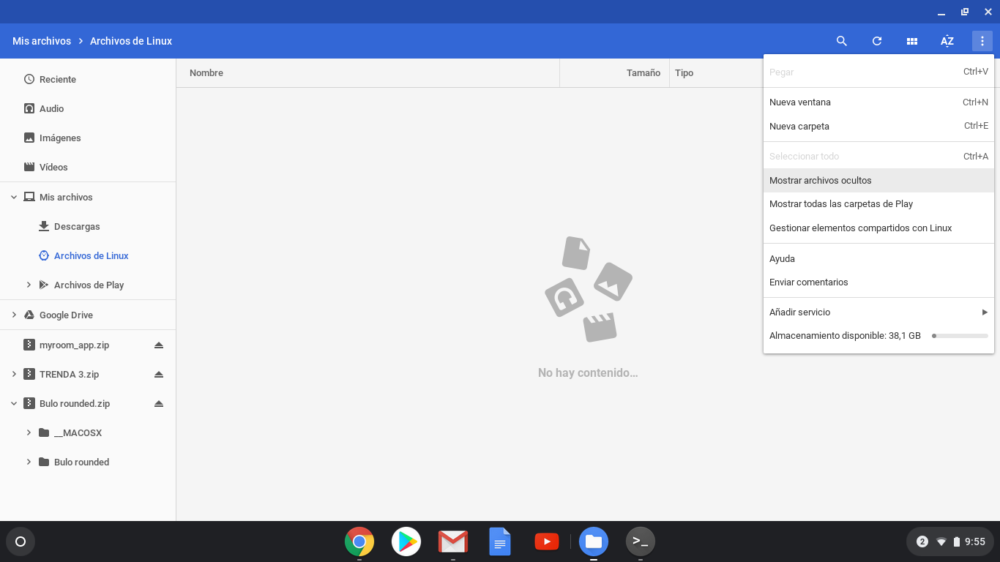 Mis archivos > Archivos de Linux
AZ
Reciente
Audio
Imágenes
Vídeos
Mis archivos
Descargas
Archivos de Linux
Archivos de Play
Google Drive
myroom_app.zip
TRENDA 3.zip
Bulo rounded.zip
__MACOSX
Bulo rounded
Nombre Tamaño Tipo
No hay contenido…
Pegar Ctrl+V
Nueva ventana Ctrl+N
Nueva carpeta Ctrl+E
Seleccionar todo Ctrl+A
Mostrar archivos ocultos
Mostrar todas las carpetas de Play
Gestionar elementos compartidos con Linux
Ayuda
Enviar comentarios
Añadir servicio
Almacenamiento disponible: 38,1 GB
>_
2 9:55